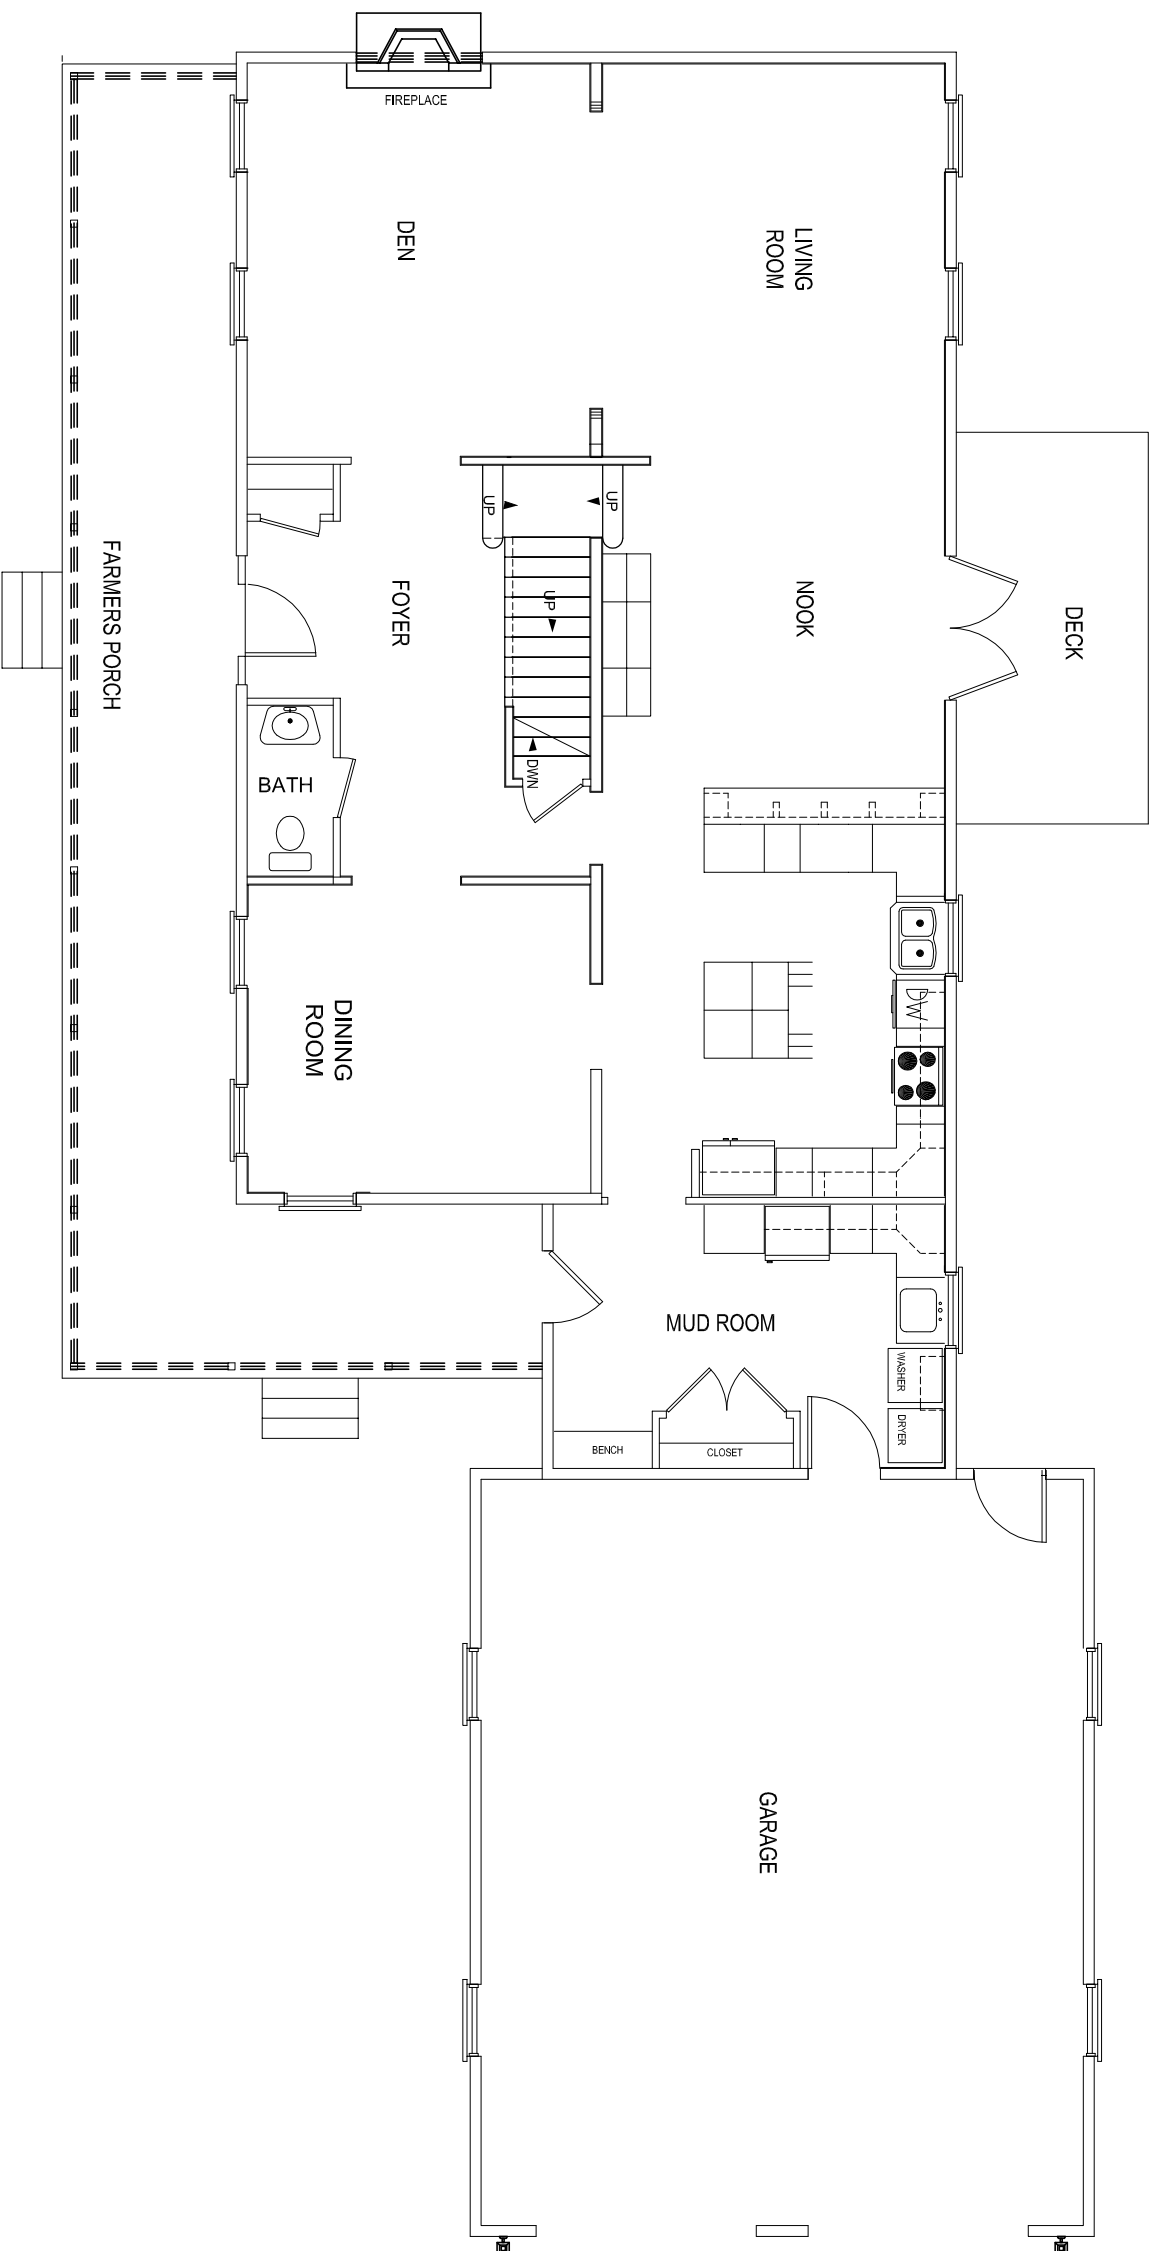 FIREPLACE
DEN
LIVING
ROOM
UP
UP
UP
DWN
FARMERS PORCH
FOYER
NOOK
DECK
BATH
DINING
ROOM
DW
MUD ROOM
WASHER
DRYER
BENCH
CLOSET
GARAGE